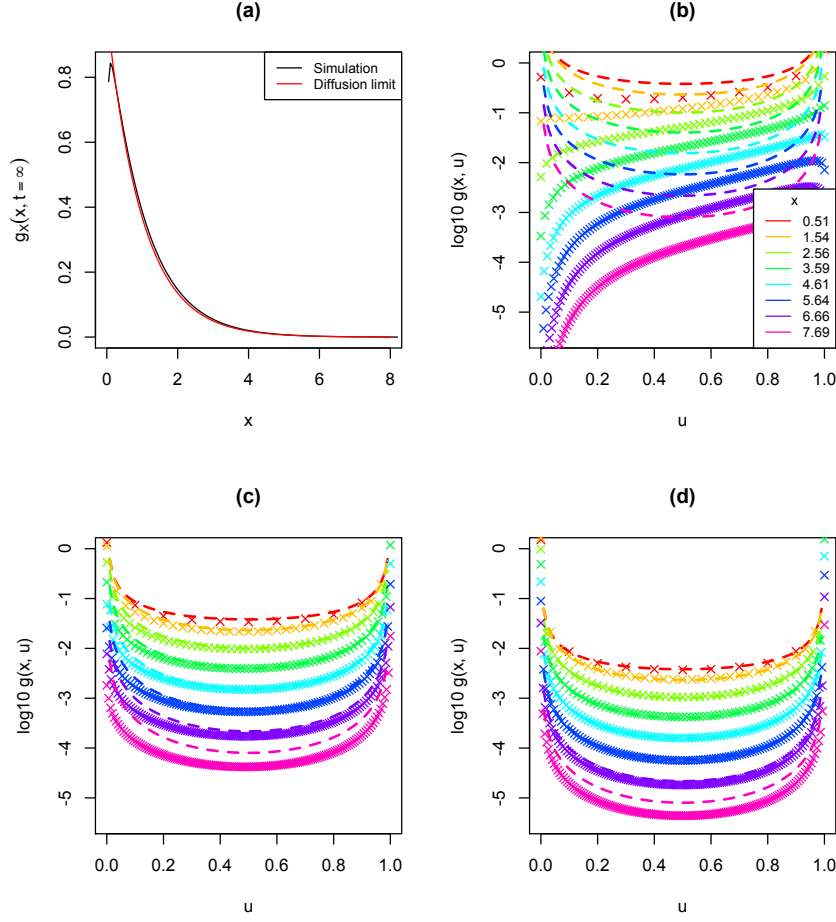 (a)
0.8
0.6
0.4
0.2
0.0
gX(x, t = ∞)
Simulation
Diffusion limit
0 2 4 6 8
x
(b)
0
-1
-2
-3
-4
-5
log10 g(x, u)
x
0.51
1.54
2.56
3.59
4.61
5.64
6.66
7.69
0.0 0.2 0.4 0.6 0.8 1.0
u
(c)
0
-1
-2
-3
-4
-5
log10 g(x, u)
0.0 0.2 0.4 0.6 0.8 1.0
u
(d)
0
-1
-2
-3
-4
-5
log10 g(x, u)
0.0 0.2 0.4 0.6 0.8 1.0
u